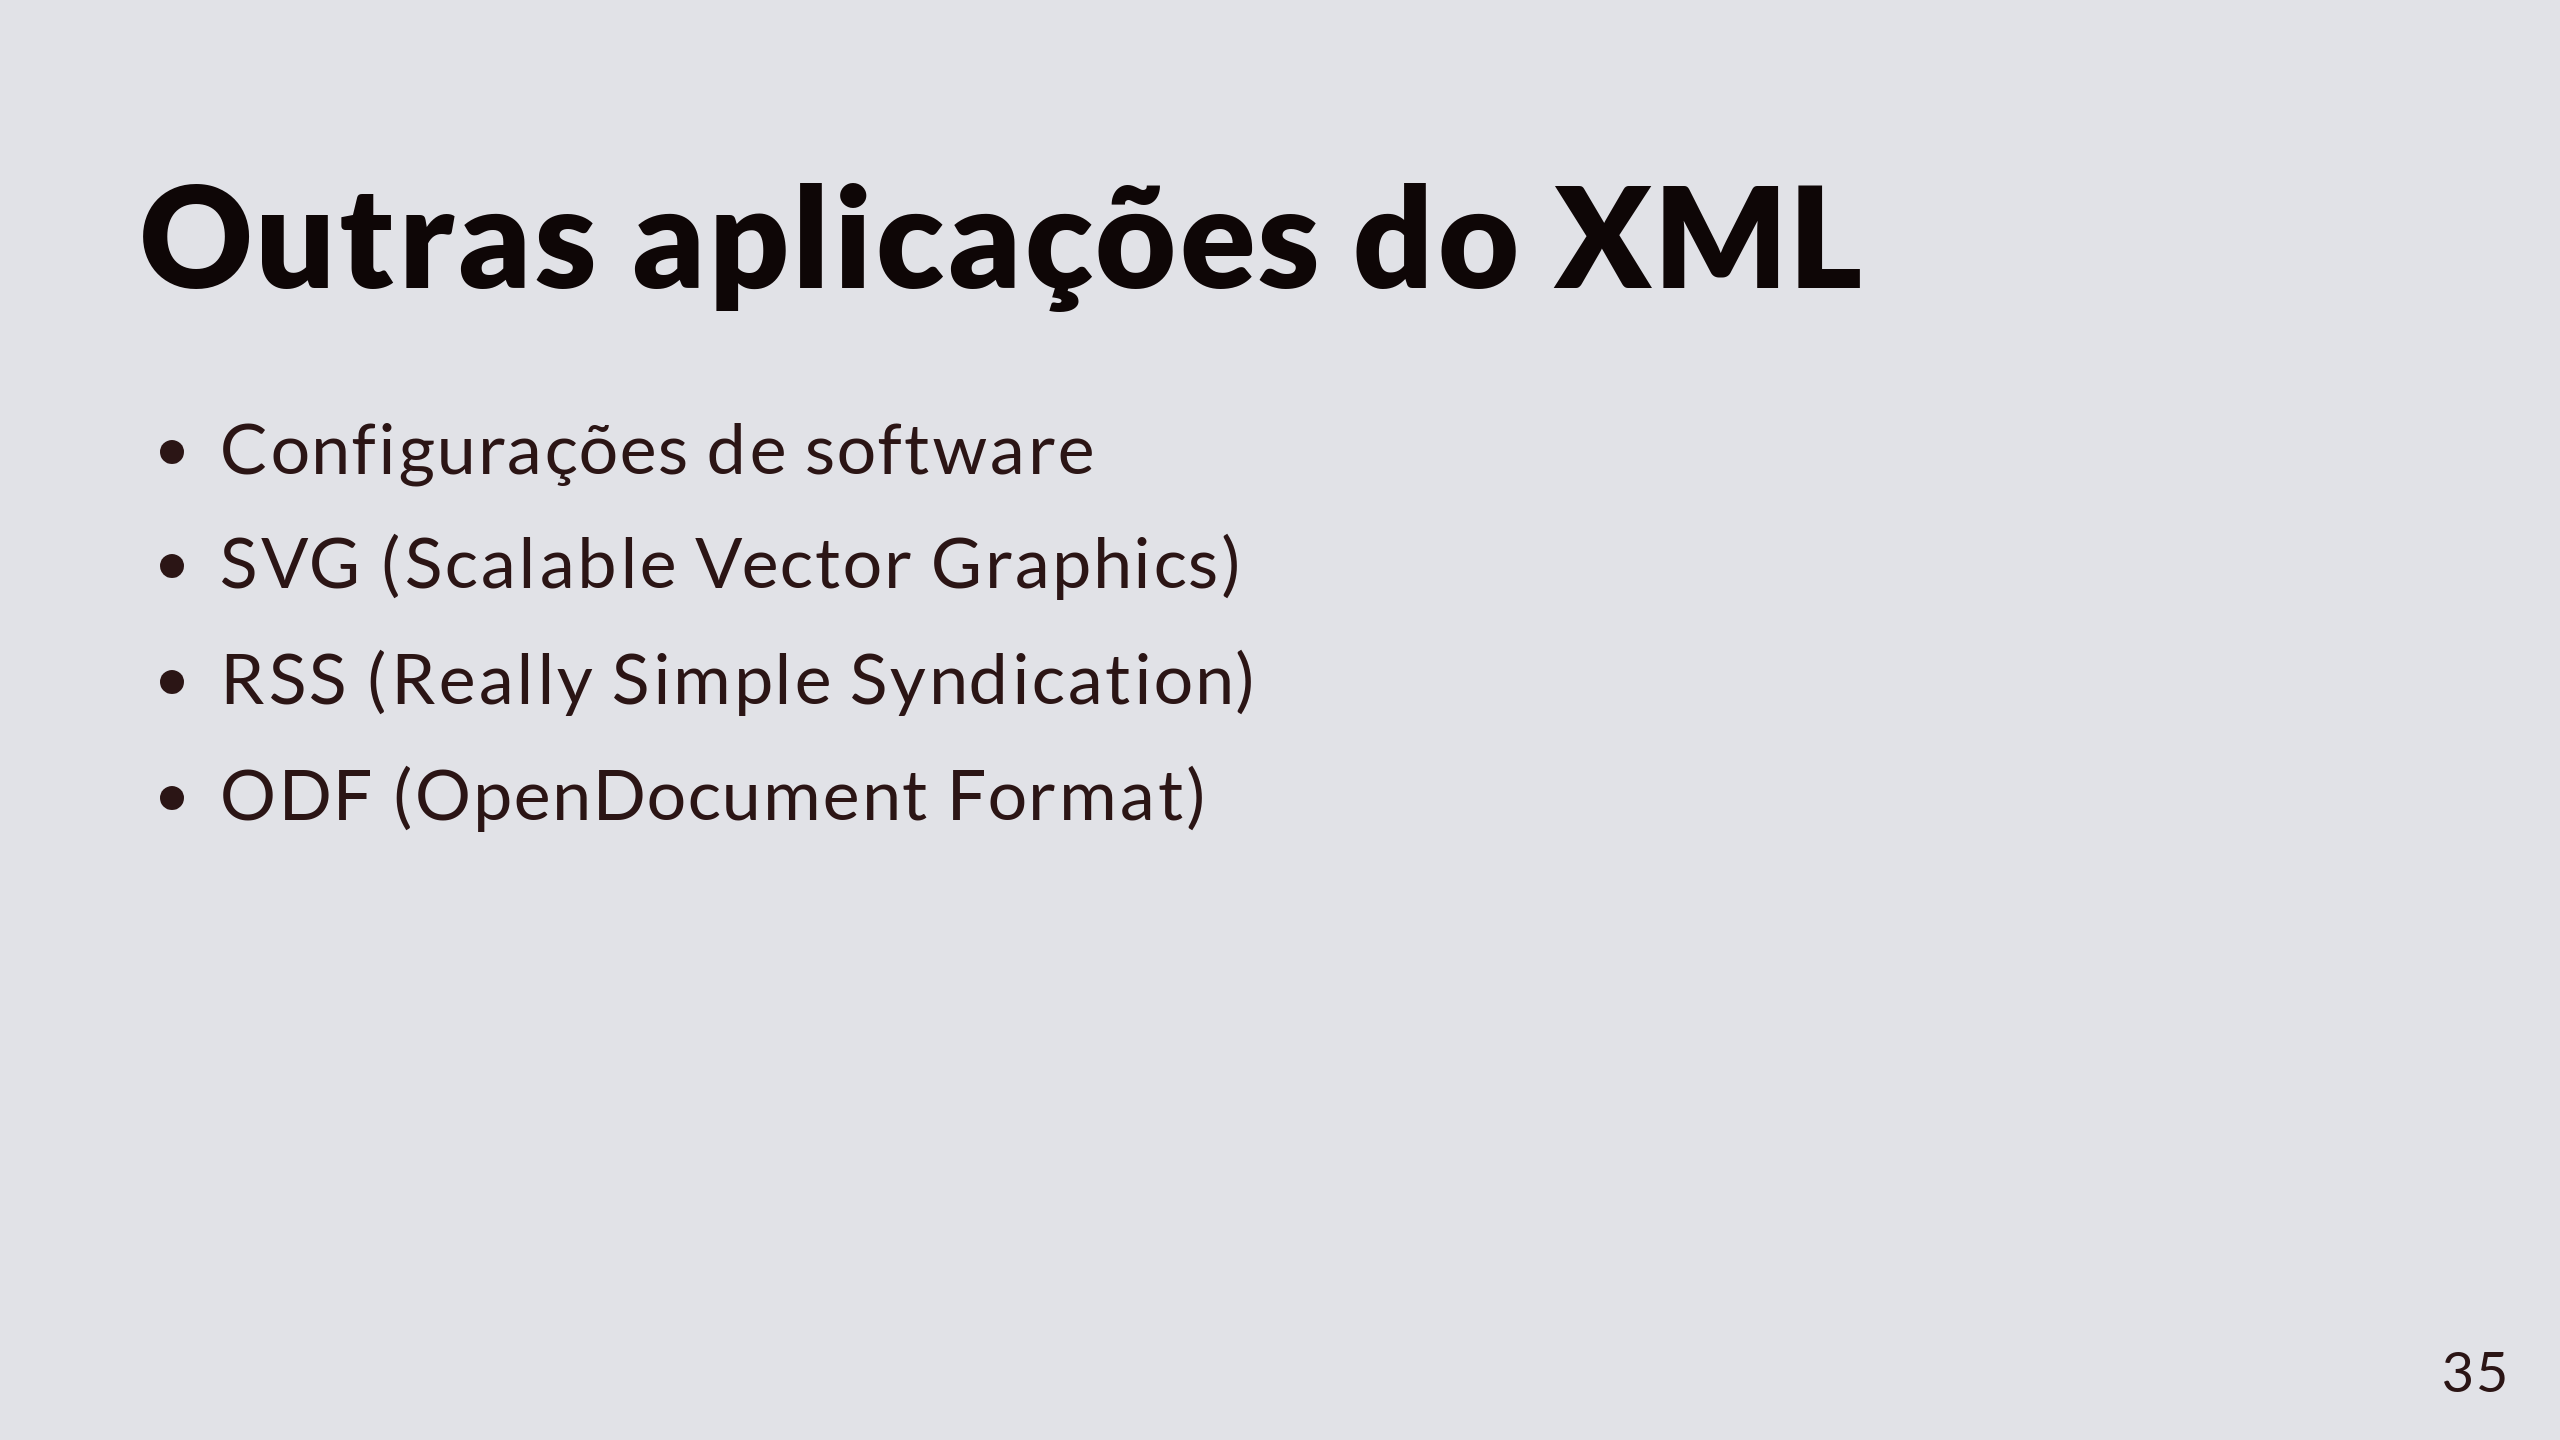 Outras aplicações do XML
• Configurações de software
• SVG (Scalable Vector Graphics)
• RSS (Really Simple Syndication)
• ODF (OpenDocument Format)
35